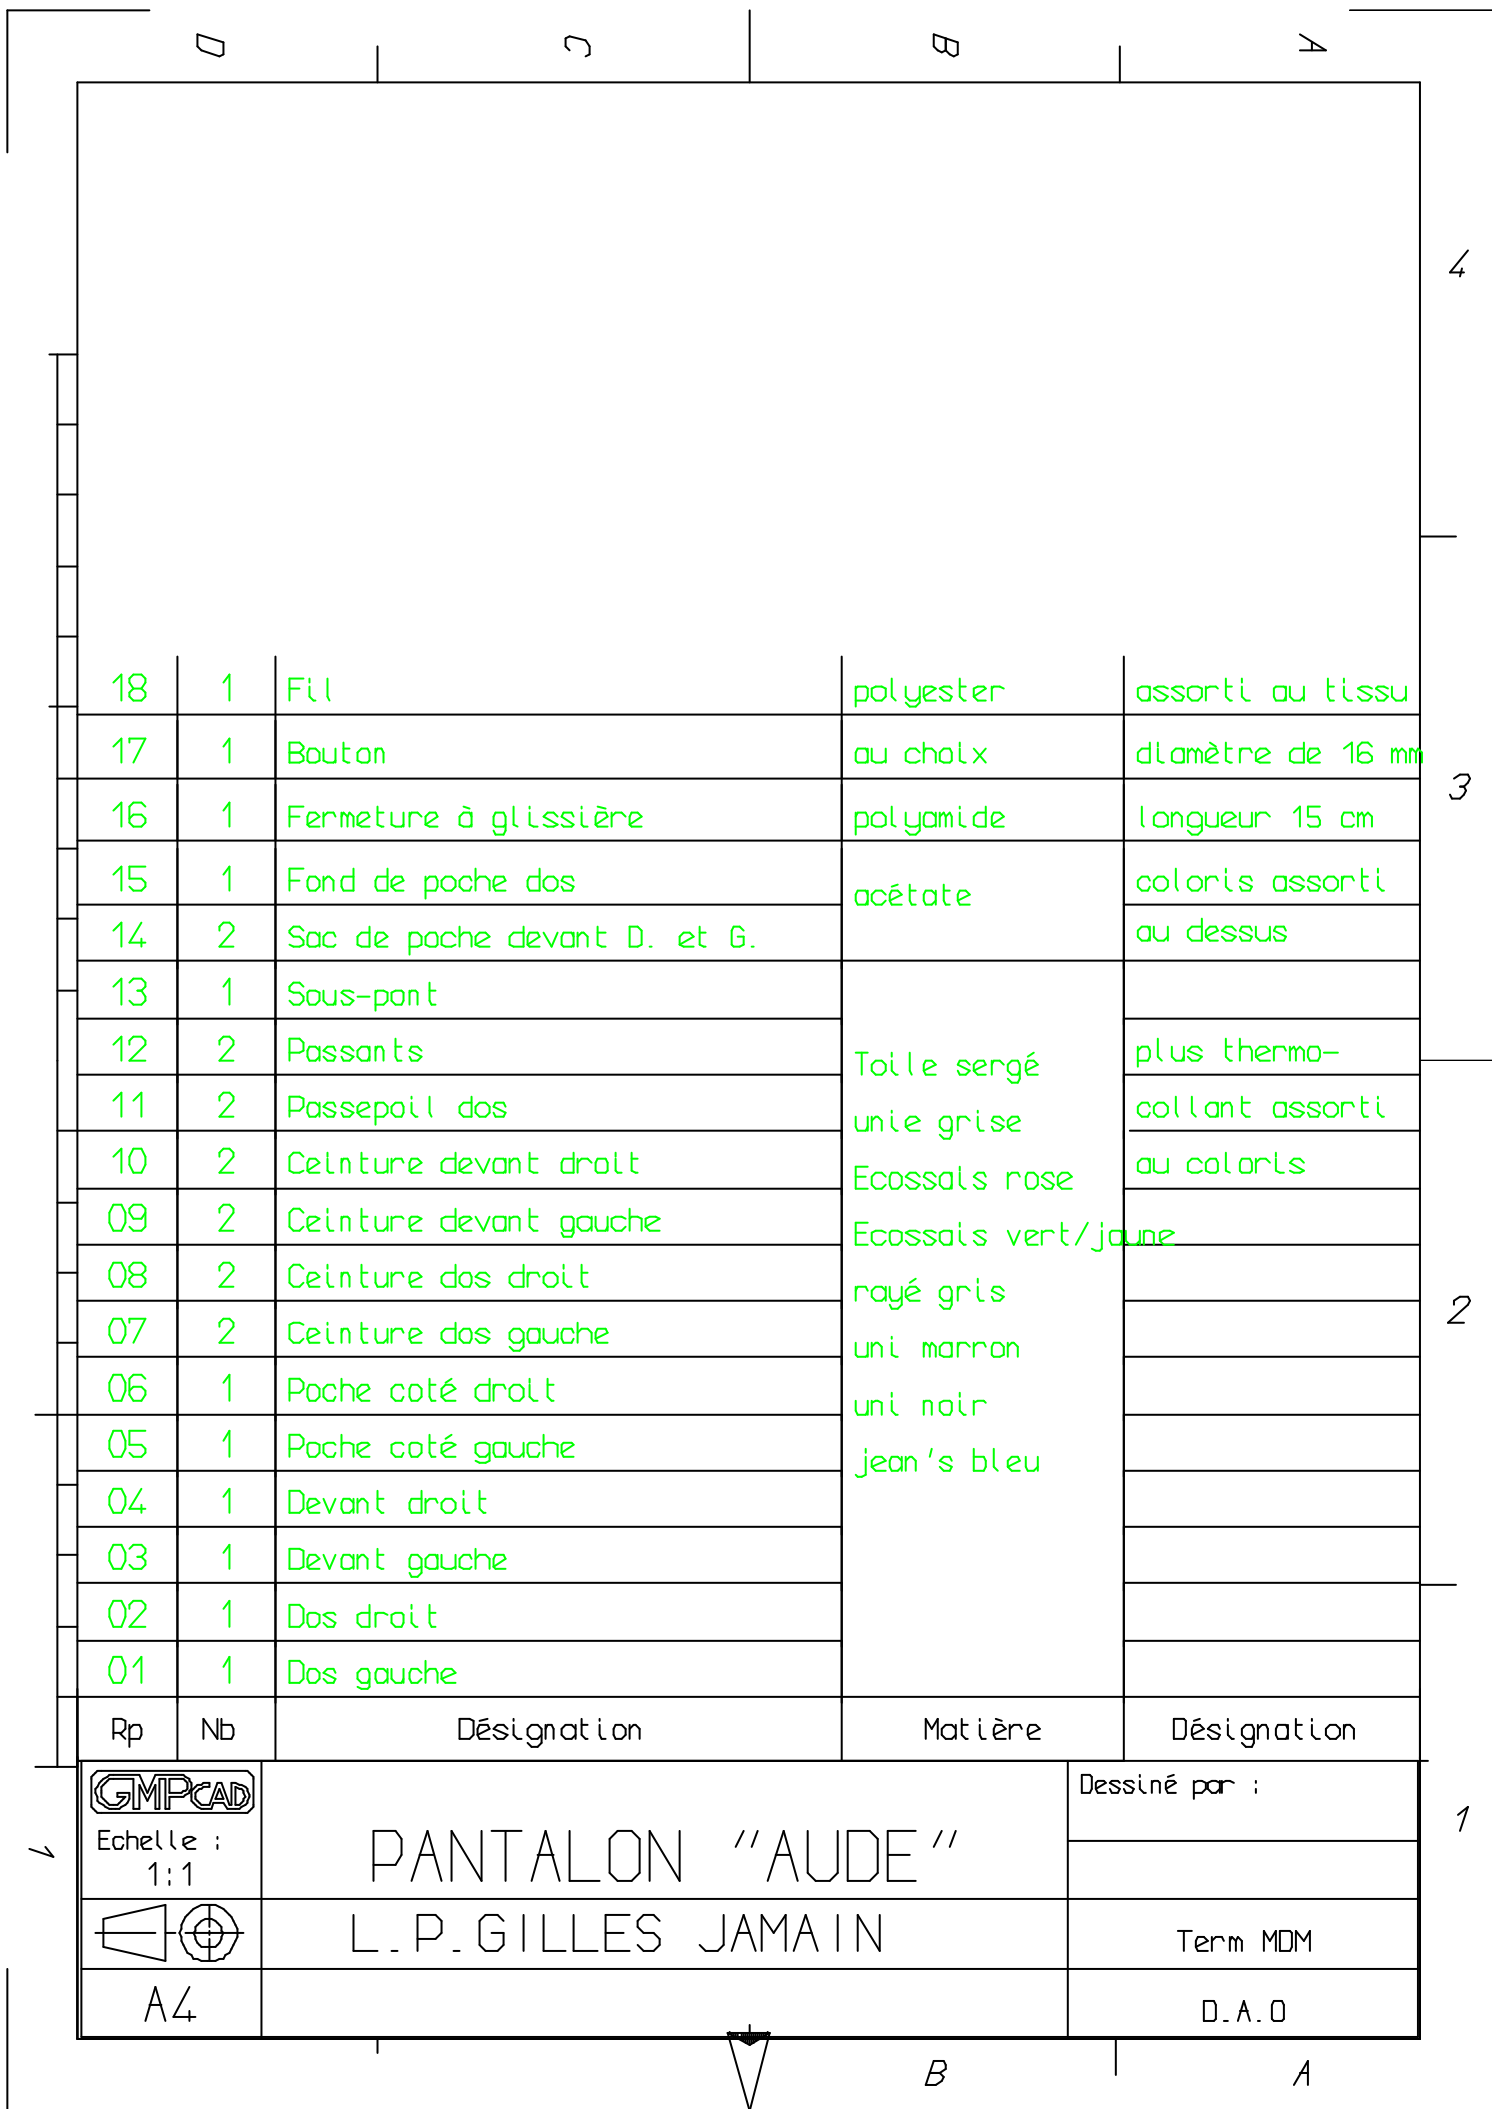 D C B A
4
18 1 Fil polyester assorti au tissu
17 1 Bouton au choix diamètre de 16 mm
3
16 1 Fermeture à glissière polyamide longueur 15 cm
15 1 Fond de poche dos acétate coloris assorti
14 2 Sac de poche devant D. et G. au dessus
13 1 Sous-pont
12 2 Passants Toile sergé plus thermo-
11 2 Passepoil dos unie grise collant assorti
10 2 Ceinture devant droit Ecossais rose au coloris
09 2 Ceinture devant gauche Ecossais vert/jaune
08 2 Ceinture dos droit rayé gris
2
07 2 Ceinture dos gauche uni marron
06 1 Poche coté droit uni noir
05 1 Poche coté gauche jean's bleu
04 1 Devant droit
03 1 Devant gauche
02 1 Dos droit
01 1 Dos gauche
Rp Nb Désignation Matière Désignation
GMPCAD
Dessiné par :
1
Echelle :
1:1
PANTALON "AUDE"
1
L.P.GILLES JAMAIN
Term MDM
A4
D.A.O
B A